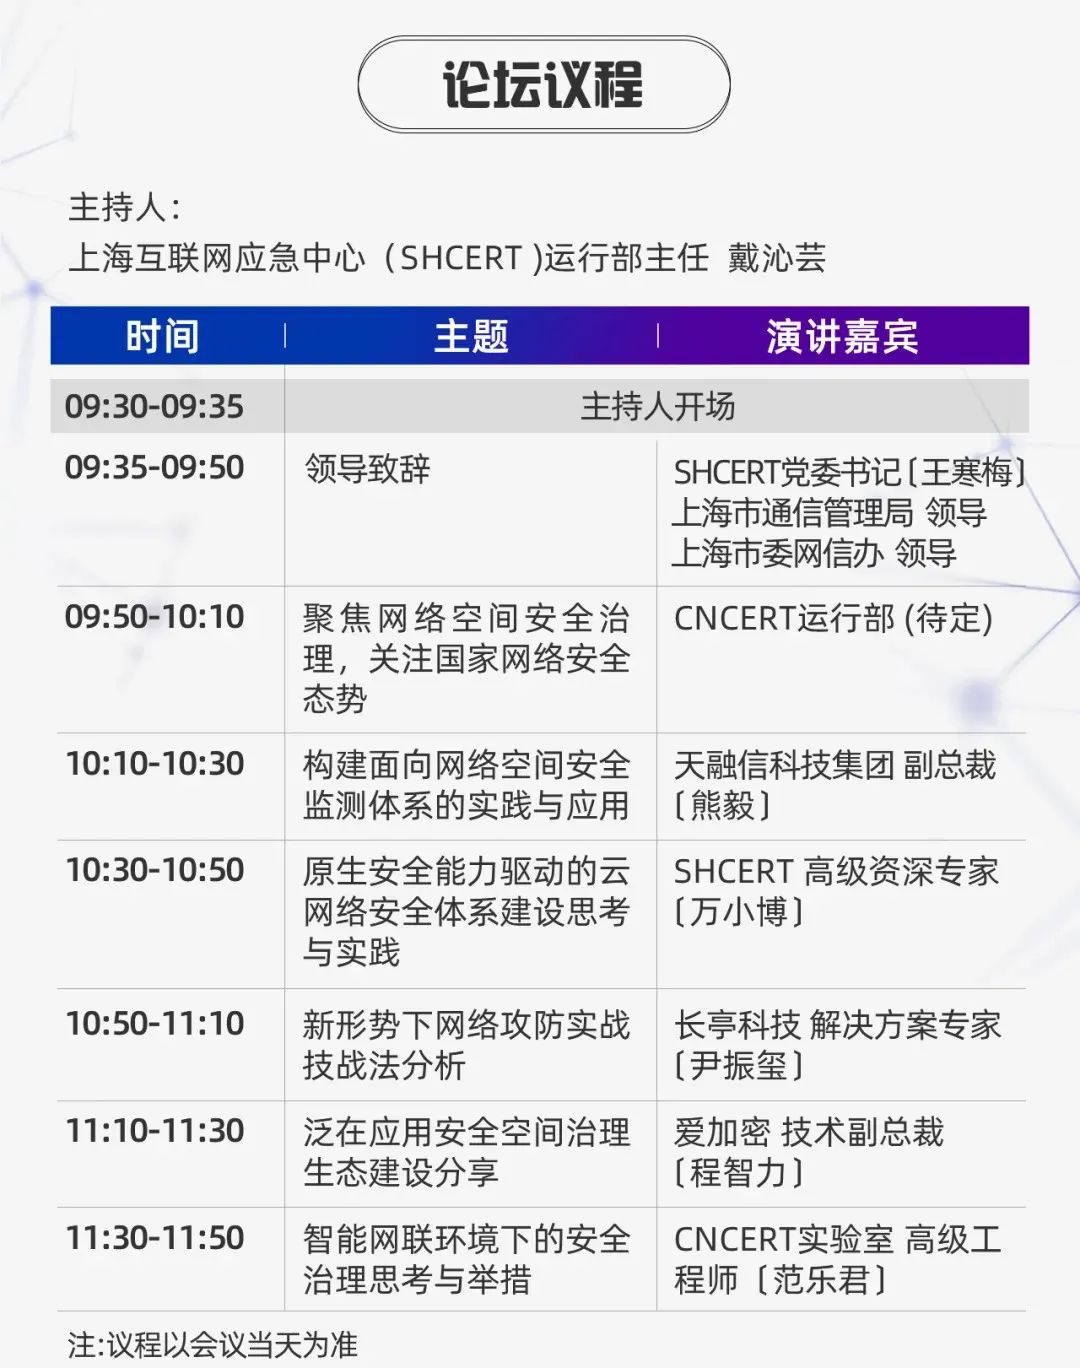 论坛议程
主持人：
上海互联网应急中心（SHCERT )运行部主任 戴沁芸
时间 主题 演讲嘉宾
09:30-09:35 主持人开场
09:35-09:50 领导致辞 SHCERT党委书记〔王寒梅〕
上海市通信管理局 领导
上海市委网信办 领导
09:50-10:10 聚焦网络空间安全治 CNCERT运行部 (待定)
理，关注国家网络安全
态势
10:10-10:30 构建面向网络空间安全 天融信科技集团 副总裁
监测体系的实践与应用 〔熊毅〕
10:30-10:50 原生安全能力驱动的云 SHCERT 高级资深专家
网络安全体系建设思考 〔万小博〕
与实践
10:50-11:10 新形势下网络攻防实战 长亭科技 解决方案专家
技战法分析 〔尹振玺〕
11:10-11:30 泛在应用安全空间治理 爱加密 技术副总裁
生态建设分享 〔程智力〕
11:30-11:50 智能网联环境下的安全 CNCERT实验室 高级工
治理思考与举措 程师〔范乐君〕
注:议程以会议当天为准